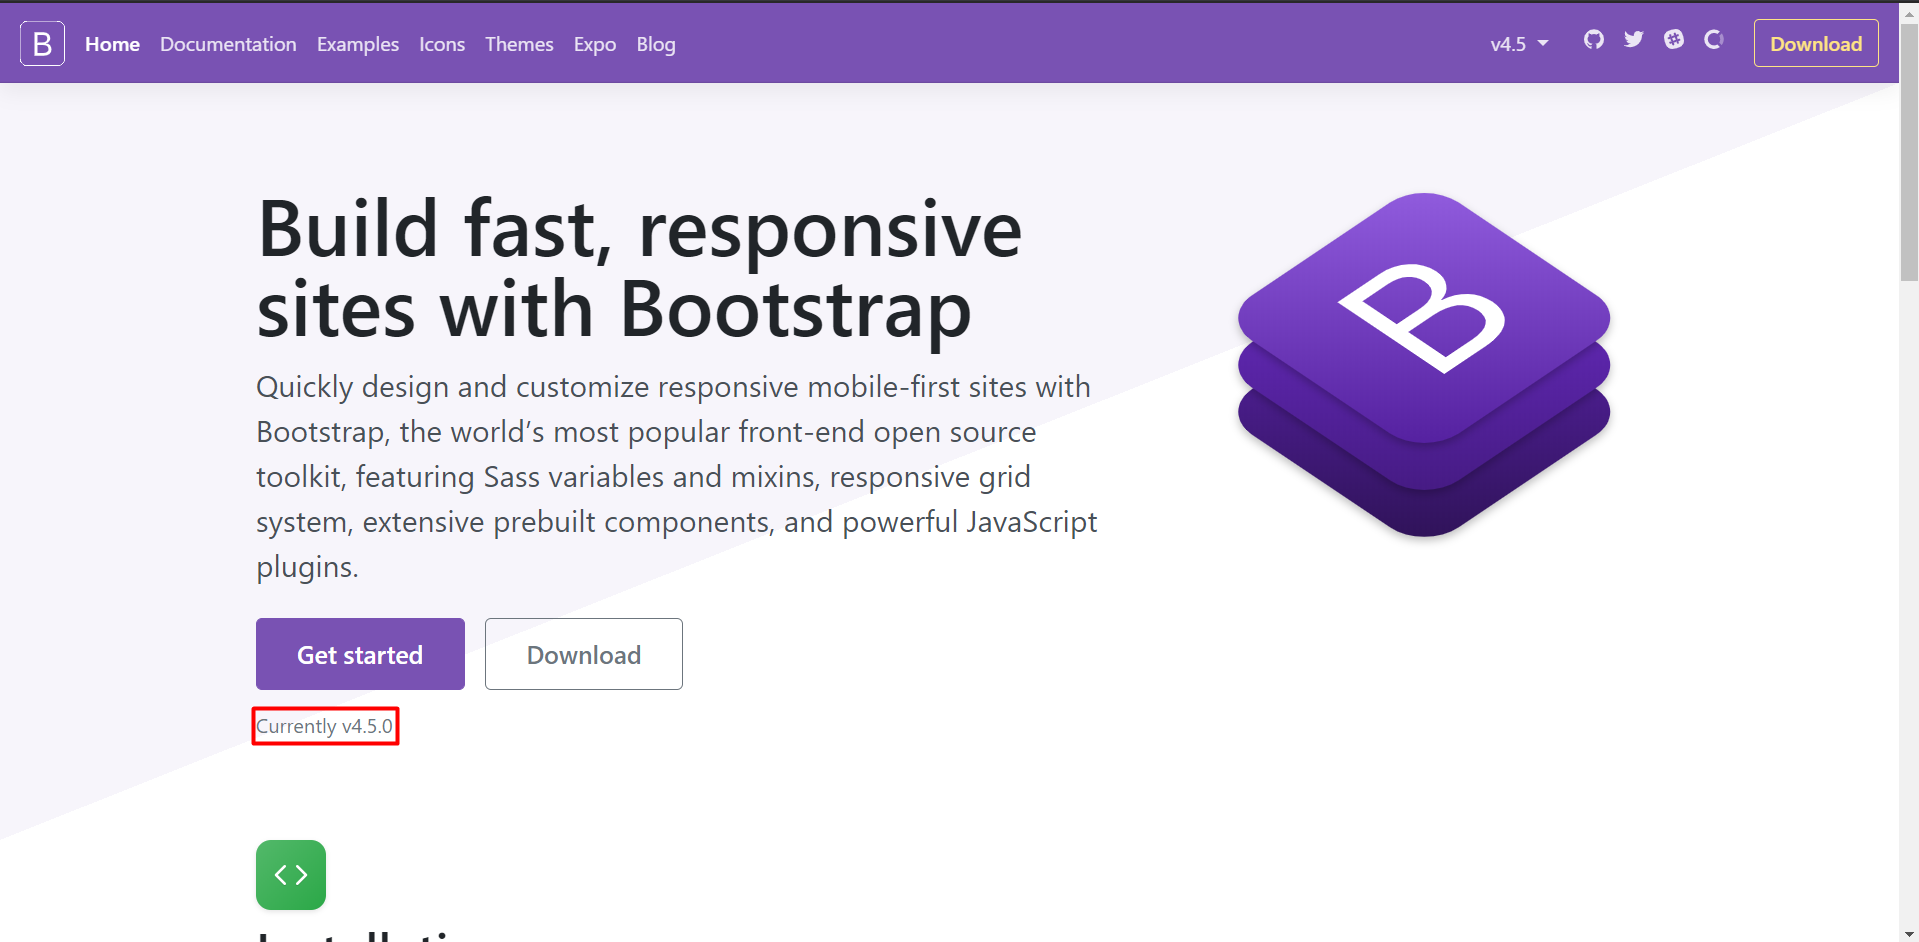 B Home Documentation Examples Icons Themes Expo Blog v4.5 Download
Build fast, responsive
sites with Bootstrap
B
Quickly design and customize responsive mobile-first sites with
Bootstrap, the world’s most popular front-end open source
toolkit, featuring Sass variables and mixins, responsive grid
system, extensive prebuilt components, and powerful JavaScript
plugins.
Get started Download
Currently v4.5.0